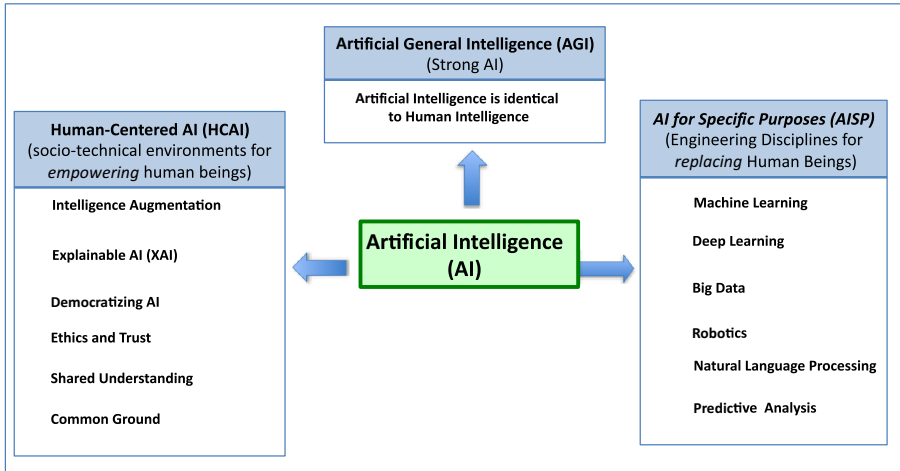 Artificial General Intelligence (AGI)
(Strong AI)
Artificial Intelligence is identical
to Human Intelligence
Human-Centered AI (HCAI)
(socio-technical environments for
empowering human beings)
Intelligence Augmentation
Explainable AI (XAI)
Democratizing AI
Ethics and Trust
Shared Understanding
Common Ground
Artificial Intelligence
(AI)
AI for Specific Purposes (AISP)
(Engineering Disciplines for
replacing Human Beings)
Machine Learning
Deep Learning
Big Data
Robotics
Natural Language Processing
Predictive Analysis